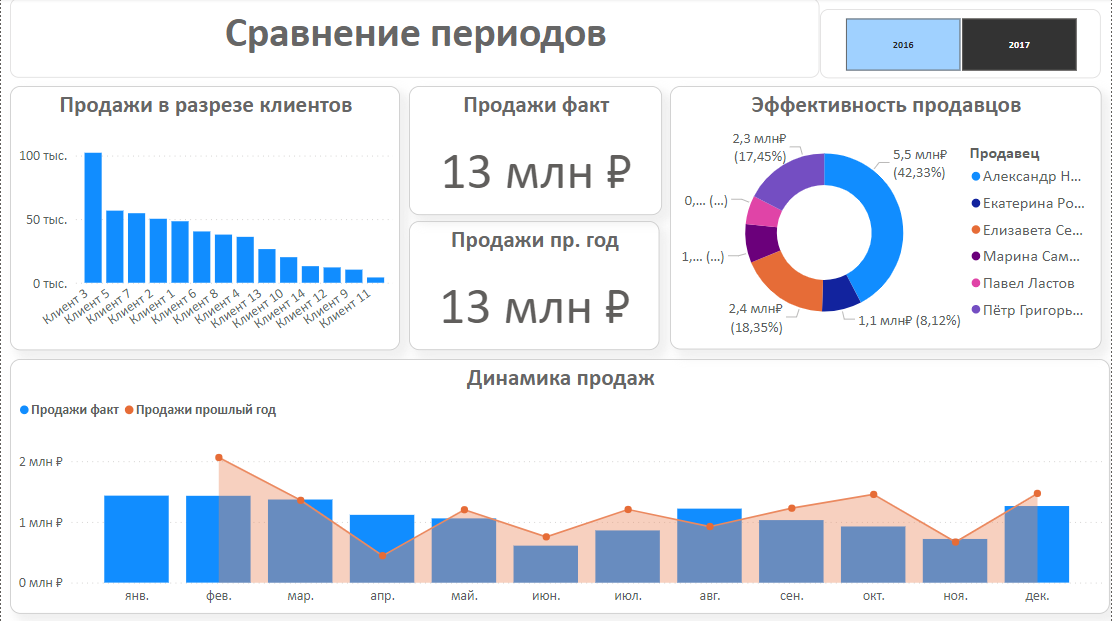 Сравнение периодов
2016
2017
Продажи в разрезе клиентов
100 тыс.
50 тыс.
0 тыс.
Клиент 3
Клиент 5
Клиент 7
Клиент 2
Клиент 1
Клиент 6
Клиент 8
Клиент 4
Клиент 13
Клиент 10
Клиент 14
Клиент 12
Клиент 9
Клиент 11
Продажи факт
13 млн ₽
Продажи пр. год
13 млн ₽
Эффективность продавцов
2,3 млн₽
(17,45%)
0,... (...)
1,... (...)
2,4 млн₽
(18,35%)
5,5 млн₽
(42,33%)
1,1 млн₽ (8,12%)
Продавец
Александр Н...
Екатерина Ро...
Елизавета Се...
Марина Сам...
Павел Ластов
Пётр Григорь...
Динамика продаж
Продажи факт Продажи прошлый год
2 млн ₽
1 млн ₽
0 млн ₽
янв. фев. мар. апр. май. июн. июл. авг. сен. окт. ноя. дек.